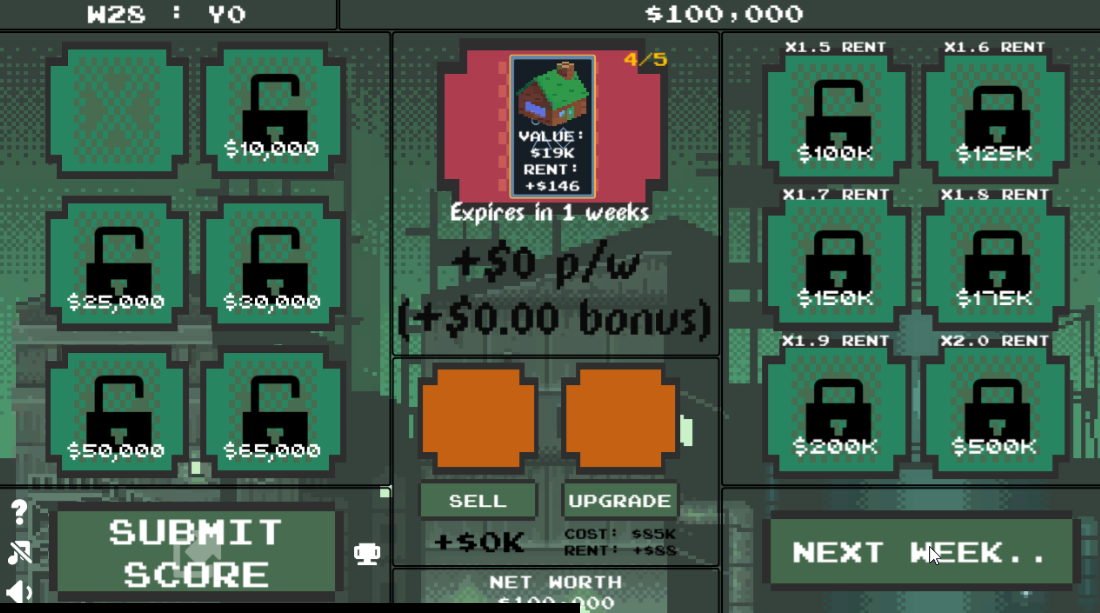 W28 : Y0
$100,000
$10,000
$25,000
$30,000
$50,000
$65,000
SUBMIT
SCORE
?
4/5
VALUE:
$19K
RENT:
+$146
Expires in 1 weeks
+$0 p/w
(+$0.00 bonus)
SELL
UPGRADE
+$0K
COST: $85K
RENT: +$88
NET WORTH
$100,000
X1.5 RENT
X1.6 RENT
$100K
$125K
X1.7 RENT
X1.8 RENT
$150K
$175K
X1.9 RENT
X2.0 RENT
$200K
$500K
NEXT WEEK..